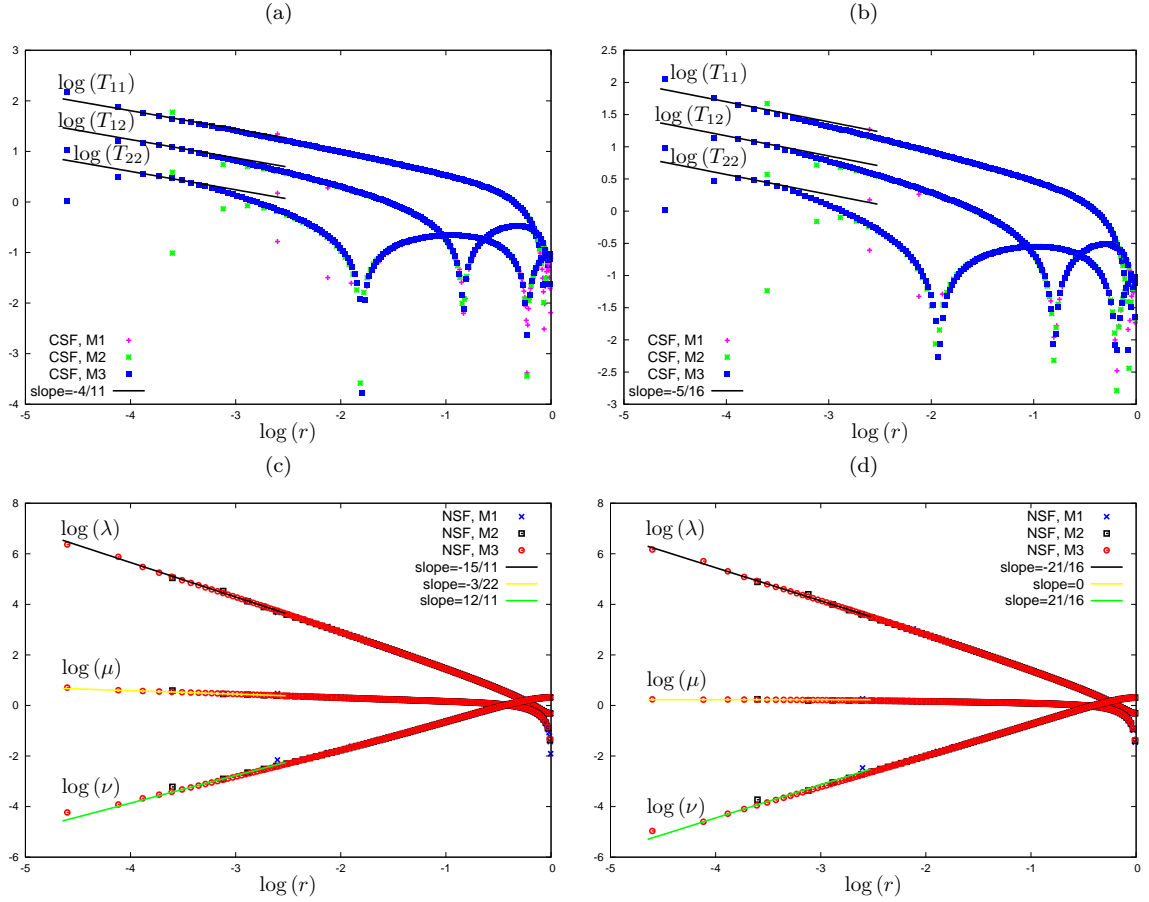 (a)
3
2
1
0
-1
-2
-3
-4
-5
-4
-3
-2
-1
0
log (T11)
log (T12)
log (T22)
CSF, M1
CSF, M2
CSF, M3
slope=-4/11
log (r)
(b)
2.5
2
1.5
1
0.5
0
-0.5
-1
-1.5
-2
-2.5
-3
-5
-4
-3
-2
-1
0
log (T11)
log (T12)
log (T22)
CSF, M1
CSF, M2
CSF, M3
slope=-5/16
log (r)
(c)
8
6
4
2
0
-2
-4
-6
-5
-4
-3
-2
-1
0
log (λ)
log (μ)
log (ν)
NSF, M1
NSF, M2
NSF, M3
slope=-15/11
slope=-3/22
slope=12/11
log (r)
(d)
8
6
4
2
0
-2
-4
-6
-5
-4
-3
-2
-1
0
log (λ)
log (μ)
log (ν)
NSF, M1
NSF, M2
NSF, M3
slope=-21/16
slope=0
slope=21/16
log (r)